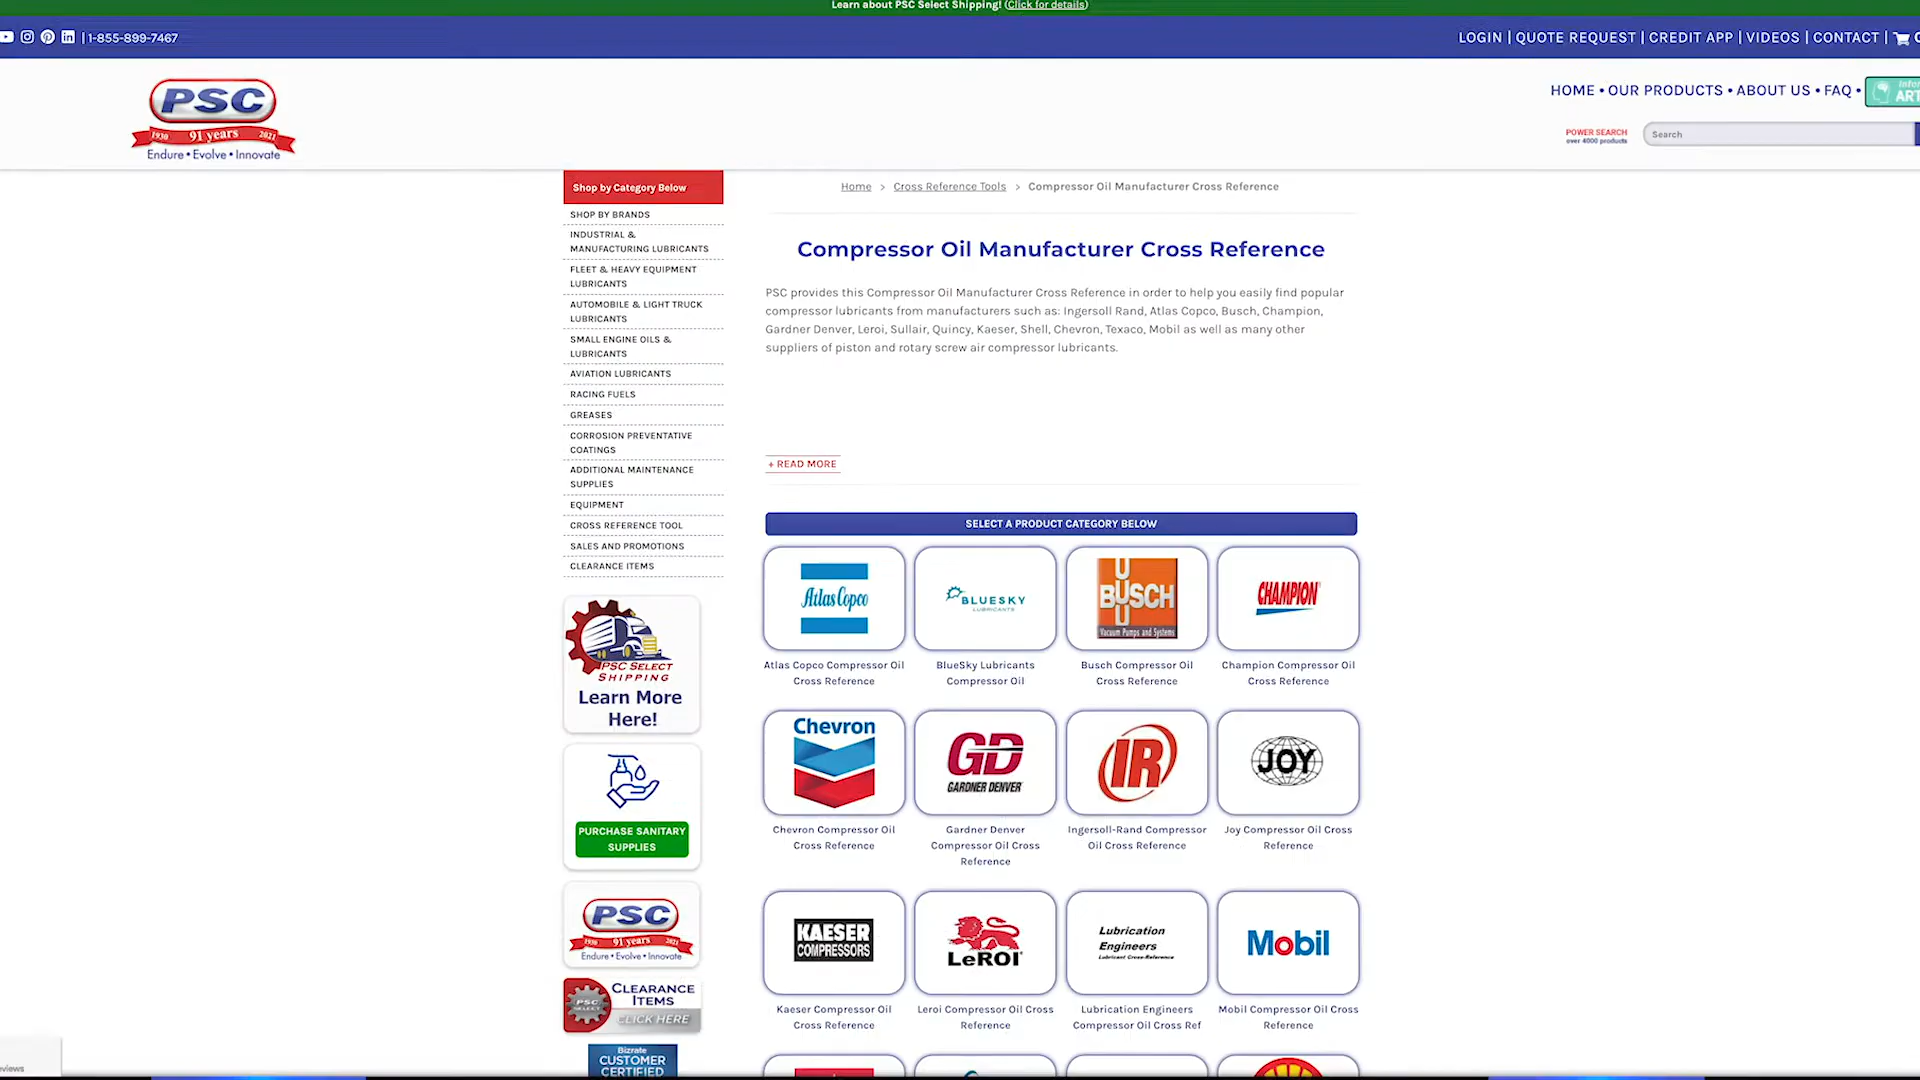 Learn about PSC Select Shipping! (Click for details)
| 1-855-899-7467
LOGIN | QUOTE REQUEST | CREDIT APP | VIDEOS | CONTACT |
PSC
1930 91 years 2021
Endure • Evolve • Innovate
HOME • OUR PRODUCTS • ABOUT US • FAQ •
ART
POWER SEARCH
over 4000 products
Search
Shop by Category Below
SHOP BY BRANDS
INDUSTRIAL &
MANUFACTURING LUBRICANTS
FLEET & HEAVY EQUIPMENT
LUBRICANTS
AUTOMOBILE & LIGHT TRUCK
LUBRICANTS
SMALL ENGINE OILS &
LUBRICANTS
AVIATION LUBRICANTS
RACING FUELS
GREASES
CORROSION PREVENTATIVE
COATINGS
ADDITIONAL MAINTENANCE
SUPPLIES
EQUIPMENT
CROSS REFERENCE TOOL
SALES AND PROMOTIONS
CLEARANCE ITEMS
PSC SELECT
SHIPPING
Learn More
Here!
PURCHASE SANITARY
SUPPLIES
PSC
1930 91 years 2021
Endure • Evolve • Innovate
PSC
SELECT
CLEARANCE
ITEMS
CLICK HERE
Bizrate
CUSTOMER
CERTIFIED
Home > Cross Reference Tools > Compressor Oil Manufacturer Cross Reference
Compressor Oil Manufacturer Cross Reference
PSC provides this Compressor Oil Manufacturer Cross Reference in order to help you easily find popular
compressor lubricants from manufacturers such as: Ingersoll Rand, Atlas Copco, Busch, Champion,
Gardner Denver, Leroi, Sullair, Quincy, Kaeser, Shell, Chevron, Texaco, Mobil as well as many other
suppliers of piston and rotary screw air compressor lubricants.
+ READ MORE
SELECT A PRODUCT CATEGORY BELOW
Atlas Copco
BLUESKY
LUBRICANTS
BUSCH
Vacuum Pumps and Systems
CHAMPION
Atlas Copco Compressor Oil
Cross Reference
BlueSky Lubricants
Compressor Oil
Busch Compressor Oil
Cross Reference
Champion Compressor Oil
Cross Reference
Chevron
GD
GARDNER DENVER
IR
JOY
Chevron Compressor Oil
Cross Reference
Gardner Denver
Compressor Oil Cross
Reference
Ingersoll-Rand Compressor
Oil Cross Reference
Joy Compressor Oil Cross
Reference
KAESER
COMPRESSORS
LeROI
Lubrication
Engineers
Lubricant Cross-Reference
Mobil
Kaeser Compressor Oil
Cross Reference
Leroi Compressor Oil Cross
Reference
Lubrication Engineers
Compressor Oil Cross Ref
Mobil Compressor Oil Cross
Reference